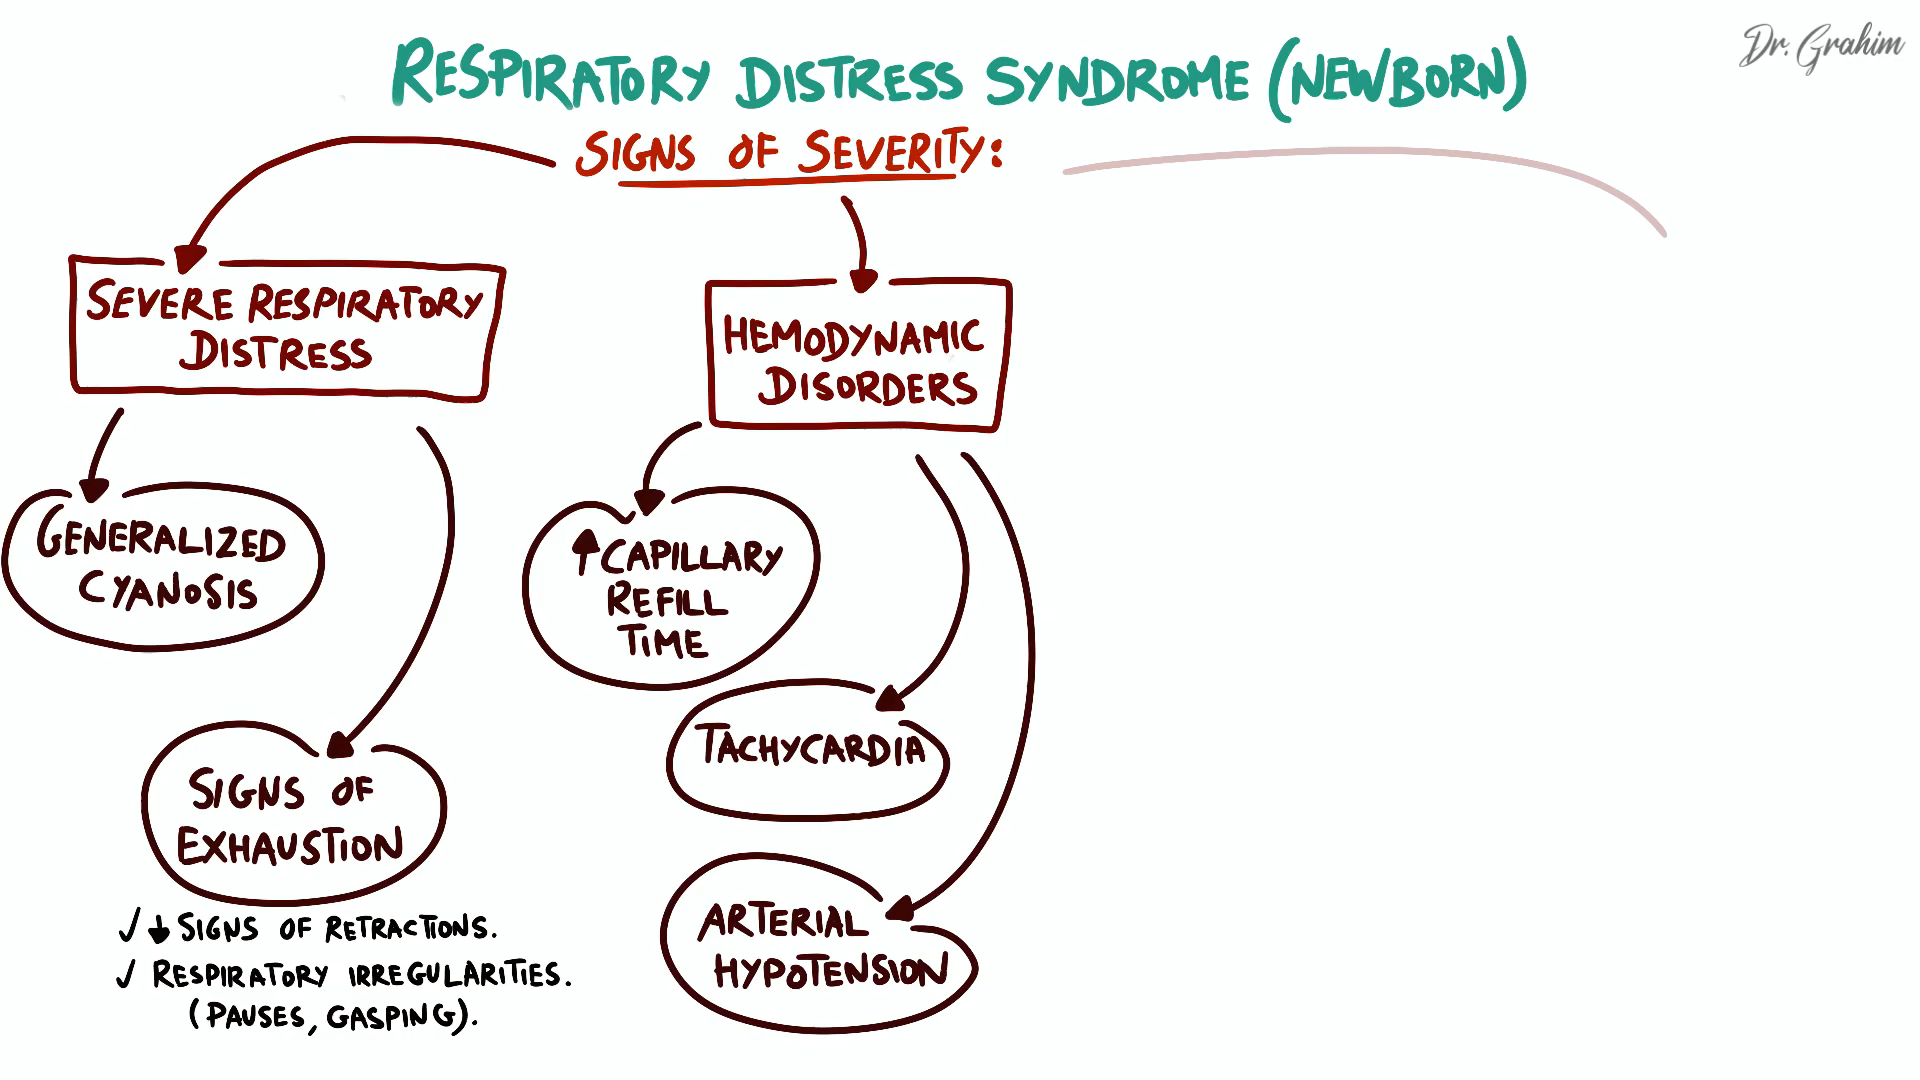 Dr. Grahim
RESPIRATORY DISTRESS SYNDROME (NEWBORN)
SIGNS OF SEVERITY:
SEVERE RESPIRATORY
DISTRESS
GENERALIZED
CYANOSIS
SIGNS OF
EXHAUSTION
✓ ↓ SIGNS OF RETRACTIONS.
✓ RESPIRATORY IRREGULARITIES.
(PAUSES, GASPING).
HEMODYNAMIC
DISORDERS
↑ CAPILLARY
REFILL
TIME
TACHYCARDIA
ARTERIAL
HYPOTENSION